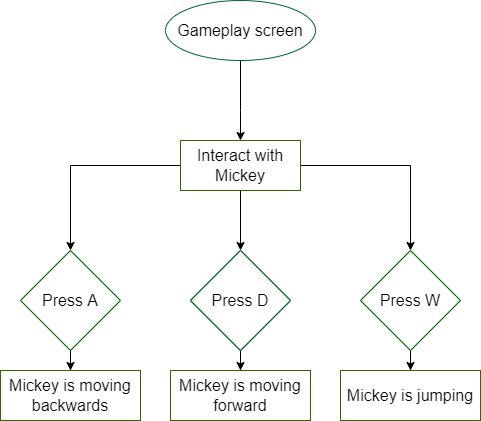 Gameplay screen
Interact with
Mickey
Press A
Press D
Press W
Mickey is moving
backwards
Mickey is moving
forward
Mickey is jumping